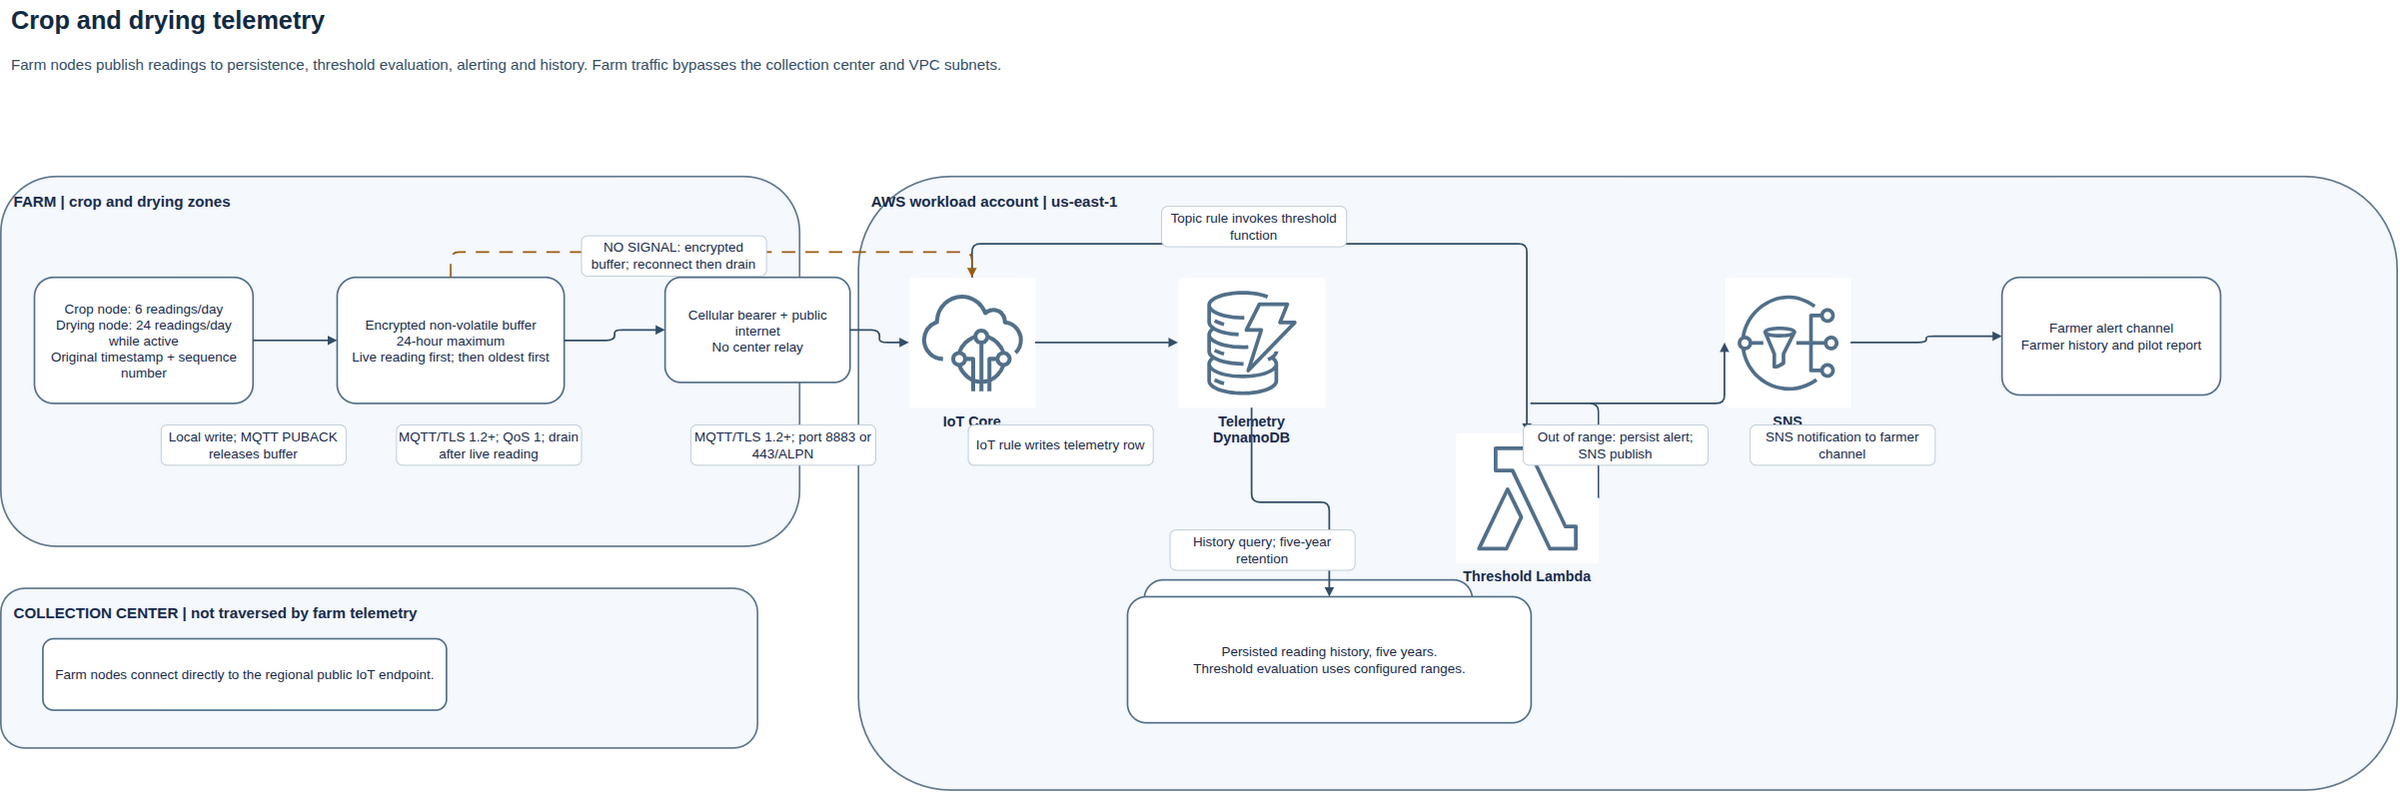 Crop and drying telemetry
Farm nodes publish readings to persistence, threshold evaluation, alerting and history. Farm traffic bypasses the collection center and VPC subnets.
FARM | crop and drying zones
NO SIGNAL: encrypted
buffer; reconnect then drain
Crop node: 6 readings/day
Drying node: 24 readings/day
while active
Original timestamp + sequence
number
Encrypted non-volatile buffer
24-hour maximum
Live reading first; then oldest first
Cellular bearer + public
internet
No center relay
Local write; MQTT PUBACK
releases buffer
MQTT/TLS 1.2+; QoS 1; drain
after live reading
MQTT/TLS 1.2+; port 8883 or
443/ALPN
AWS workload account | us-east-1
Topic rule invokes threshold
function
IoT Core
IoT rule writes telemetry row
Telemetry
DynamoDB
Out of range: persist alert;
SNS publish
SNS
SNS notification to farmer
channel
Farmer alert channel
Farmer history and pilot report
History query; five-year
retention
Threshold Lambda
Persisted reading history, five years.
Threshold evaluation uses configured ranges.
COLLECTION CENTER | not traversed by farm telemetry
Farm nodes connect directly to the regional public IoT endpoint.